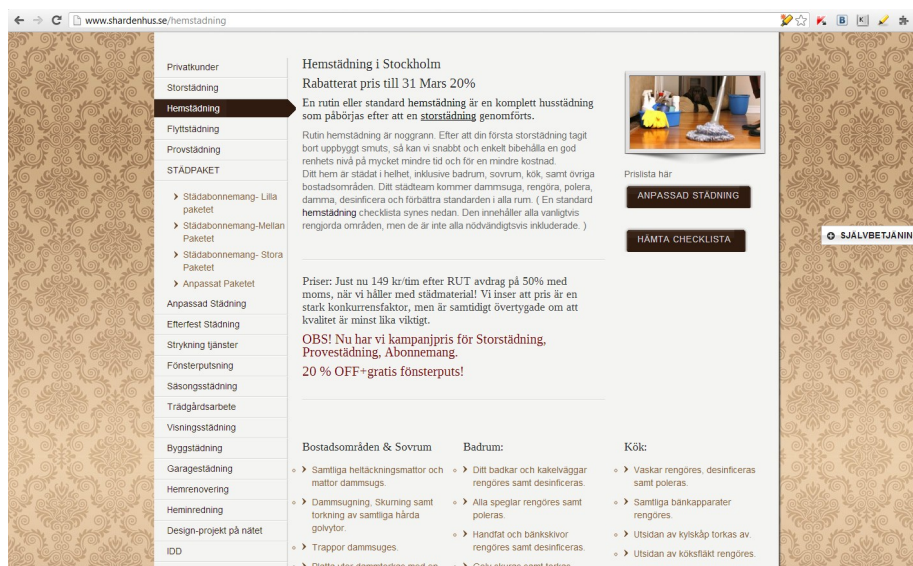 www.shardenhus.se/hemstadning
Privatkunder
Storstädning
Hemstädning
Flyttstädning
Provstädning
STÄDPAKET
Städabonnemang- Lilla
paketet
Städabonnemang-Mellan
Paketet
Städabonnemang- Stora
Paketet
Anpassat Paketet
Anpassad Städning
Efterfest Städning
Strykning tjänster
Fönsterputsning
Säsongsstädning
Trädgårdsarbete
Visningsstädning
Byggstädning
Garagestädning
Hemrenovering
Heminredning
Design-projekt på nätet
IDD
Hemstädning i Stockholm
Rabatterat pris till 31 Mars 20%
En rutin eller standard hemstädning är en komplett husstädning
som påbörjas efter att en storstädning genomförts.
Rutin hemstädning är noggrann. Efter att din första storstädning tagit
bort uppbyggt smuts, så kan vi snabbt och enkelt bibehålla en god
renhets nivå på mycket mindre tid och för en mindre kostnad.
Ditt hem är städat i helhet, inklusive badrum, sovrum, kök, samt övriga
bostadsområden. Ditt städteam kommer dammsuga, rengöra, polera,
damma, desinficera och förbättra standarden i alla rum. ( En standard
hemstädning checklista synes nedan. Den innehåller alla vanligtvis
rengjorda områden, men de är inte alla nödvändigtsvis inkluderade. )
Priser: Just nu 149 kr/tim efter RUT avdrag på 50% med
moms, när vi håller med städmaterial! Vi inser att pris är en
stark konkurrensfaktor, men är samtidigt övertygade om att
kvalitet är minst lika viktigt.
OBS! Nu har vi kampanjpris för Storstädning,
Provestädning, Abonnemang.
20 % OFF+gratis fönsterputs!
Prislista här
ANPASSAD STÄDNING
HÄMTA CHECKLISTA
SJÄLVBETJÄNIN
Bostadsområden & Sovrum
Samtliga heltäckningsmattor och
mattor dammsugs.
Dammsugning, Skurning samt
torkning av samtliga hårda
golvytor.
Trappor dammsuges.
Badrum:
Ditt badkar och kakelväggar
rengöres samt desinficeras.
Alla speglar rengöres samt
poleras.
Handfat och bänkskivor
rengöres samt desinficeras.
Kök:
Vaskar rengöres, desinficeras
samt poleras.
Samtliga bänkapparater
rengöres.
Utsidan av kylskåp torkas av.
Utsidan av köksfläkt rengöres.